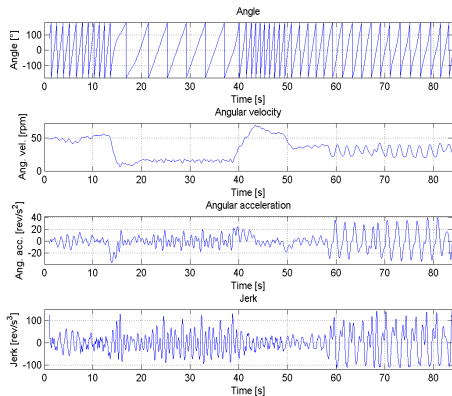 Angle
Angle [°]
100
0
-100
0 10 20 30 40 50 60 70 80
Time [s]
Angular velocity
Ang. vel. [rpm]
50
0
0 10 20 30 40 50 60 70 80
Time [s]
Angular acceleration
Ang. acc. [rev/s²]
40
20
0
-20
0 10 20 30 40 50 60 70 80
Time [s]
Jerk
Jerk [rev/s³]
100
0
-100
0 10 20 30 40 50 60 70 80
Time [s]